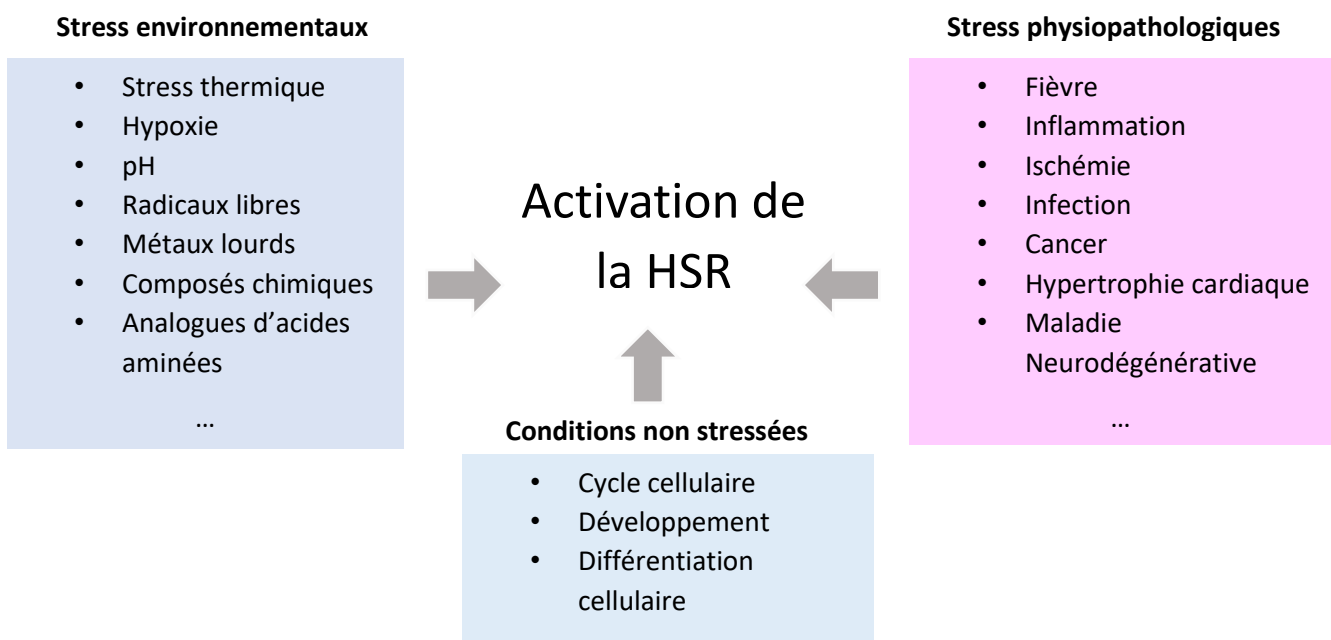 Stress environnementaux
• Stress thermique
• Hypoxie
• pH
• Radicaux libres
• Métaux lourds
• Composés chimiques
• Analogues d'acides
aminées
...
Activation de
la HSR
Stress physiopathologiques
• Fièvre
• Inflammation
• Ischémie
• Infection
• Cancer
• Hypertrophie cardiaque
• Maladie
Neurodégénérative
...
Conditions non stressées
• Cycle cellulaire
• Développement
• Différentiation
cellulaire